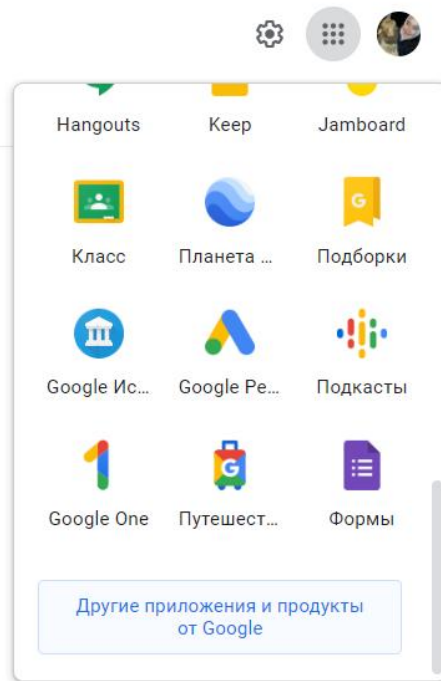 Hangouts Keep Jamboard
Класс Планета ... Подборки
Google Ис... Google Ре... Подкасты
Google One Путешест... Формы
Другие приложения и продукты
от Google